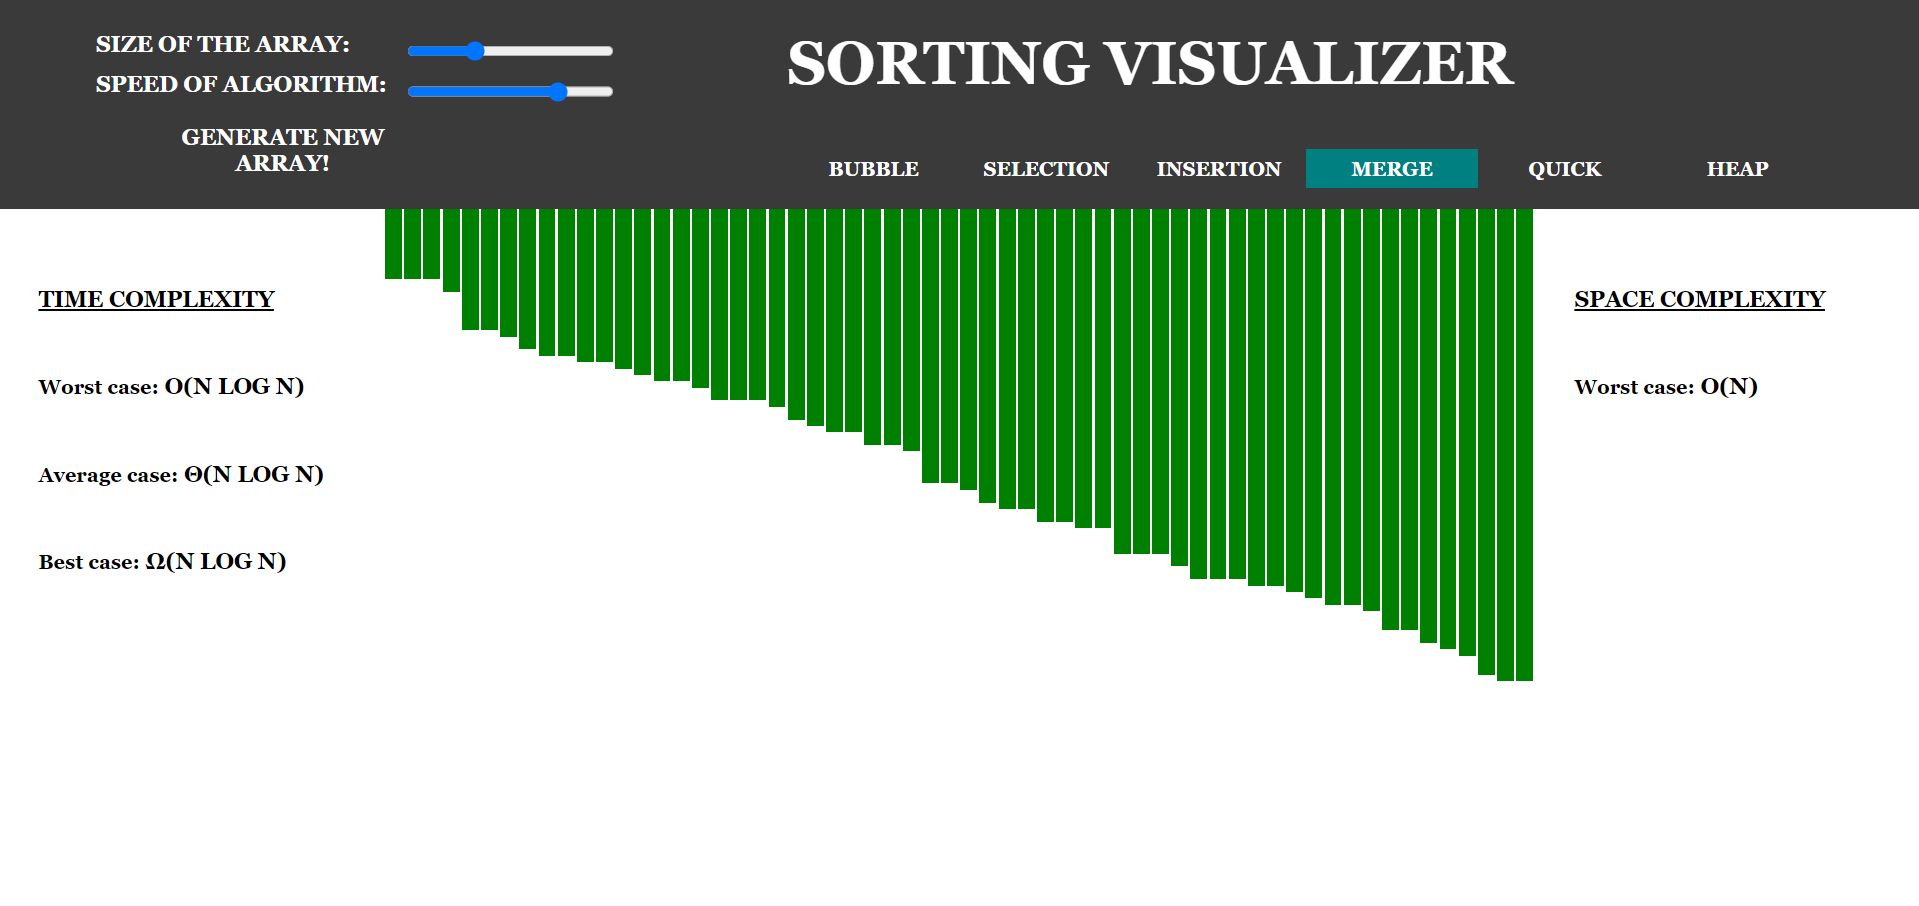 SIZE OF THE ARRAY:
SPEED OF ALGORITHM:
GENERATE NEW
ARRAY!
SORTING VISUALIZER
BUBBLE
SELECTION
INSERTION
MERGE
QUICK
HEAP
TIME COMPLEXITY
Worst case: O(N LOG N)
Average case: Θ(N LOG N)
Best case: Ω(N LOG N)
SPACE COMPLEXITY
Worst case: O(N)